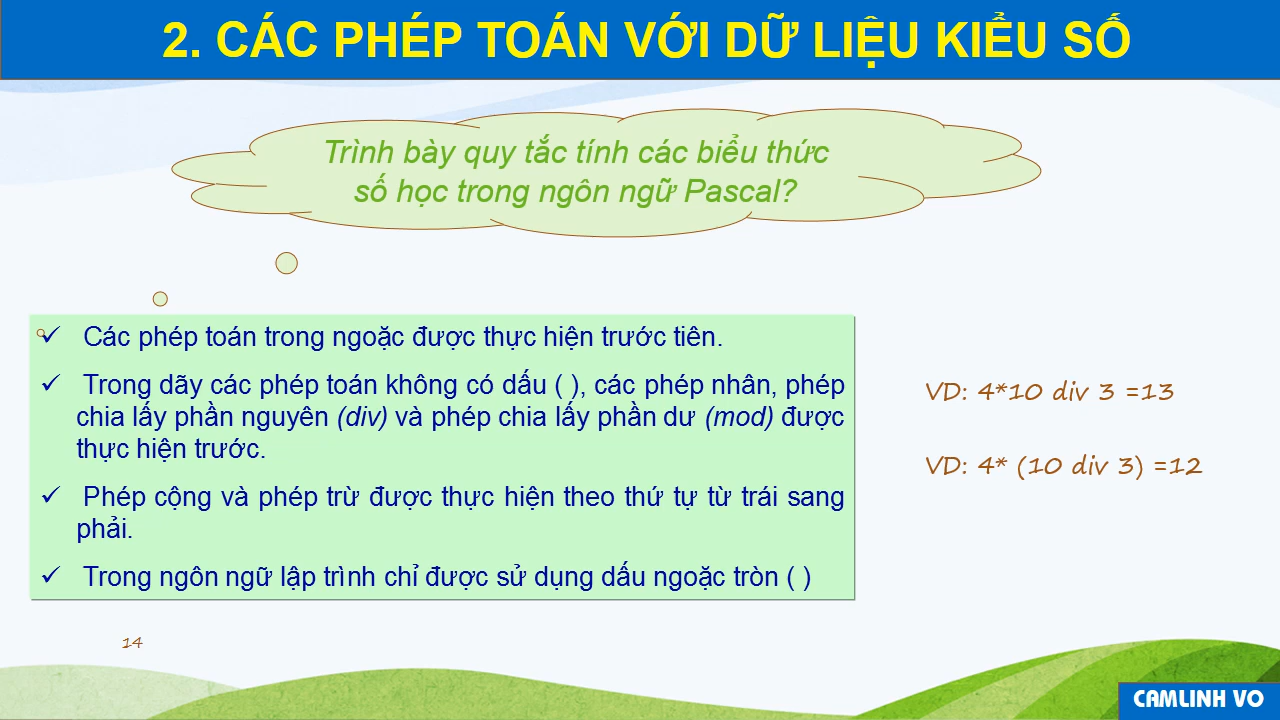 2. CÁC PHÉP TOÁN VỚI DỮ LIỆU KIỂU SỐ
Trình bày quy tắc tính các biểu thức
số học trong ngôn ngữ Pascal?
✓ Các phép toán trong ngoặc được thực hiện trước tiên.
✓ Trong dãy các phép toán không có dấu ( ), các phép nhân, phép
chia lấy phần nguyên (div) và phép chia lấy phần dư (mod) được
thực hiện trước.
✓ Phép cộng và phép trừ được thực hiện theo thứ tự từ trái sang
phải.
✓ Trong ngôn ngữ lập trình chỉ được sử dụng dấu ngoặc tròn ( )
VD: 4*10 div 3 =13
VD: 4* (10 div 3) =12
14
CAMLINH VO